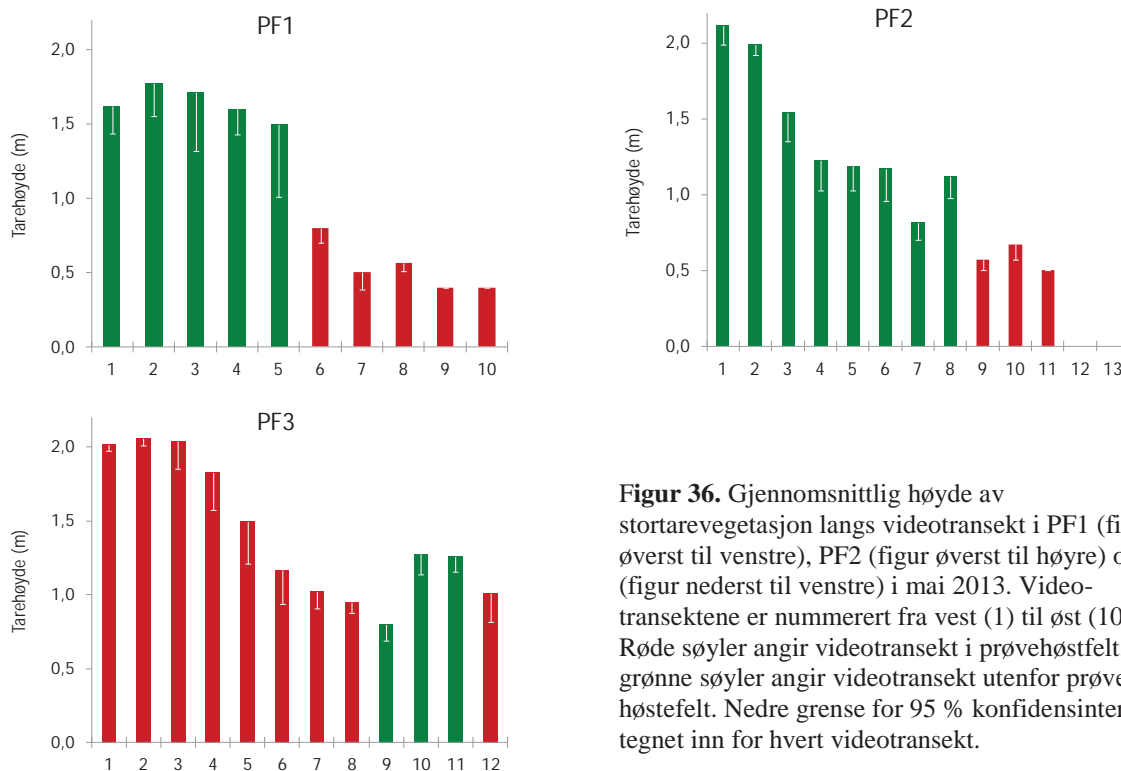 PF1
Tarehøyde (m)
2,0
1,5
1,0
0,5
0,0
1 2 3 4 5 6 7 8 9 10
PF2
Tarehøyde (m)
2,0
1,5
1,0
0,5
0,0
1 2 3 4 5 6 7 8 9 10 11 12 13
PF3
Tarehøyde (m)
2,0
1,5
1,0
0,5
0,0
1 2 3 4 5 6 7 8 9 10 11 12
Figur 36. Gjennomsnittlig høyde av
stortarevegetasjon langs videotransekt i PF1 (fi
øverst til venstre), PF2 (figur øverst til høyre) o
(figur nederst til venstre) i mai 2013. Video-
transektene er nummerert fra vest (1) til øst (10
Røde søyler angir videotransekt i prøvehøstfelt
grønne søyler angir videotransekt utenfor prøve
høstefelt. Nedre grense for 95 % konfidensinter
tegnet inn for hvert videotransekt.